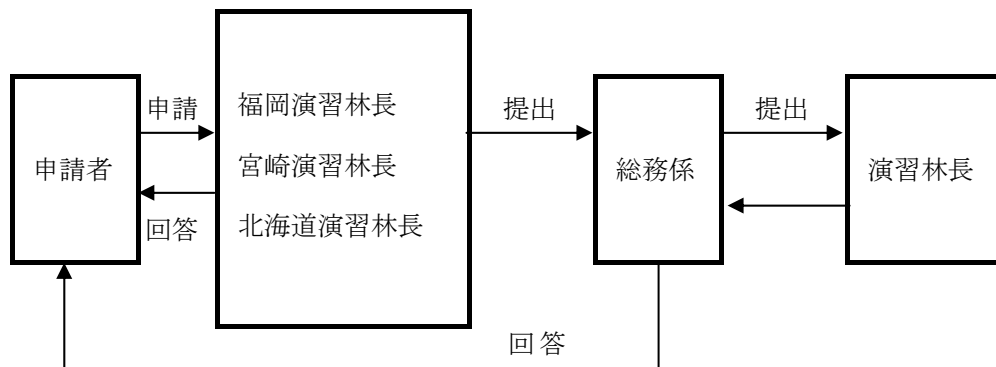 申請者
申請
回答
福岡演習林長
宮崎演習林長
北海道演習林長
提出
総務係
提出
演習林長
回答